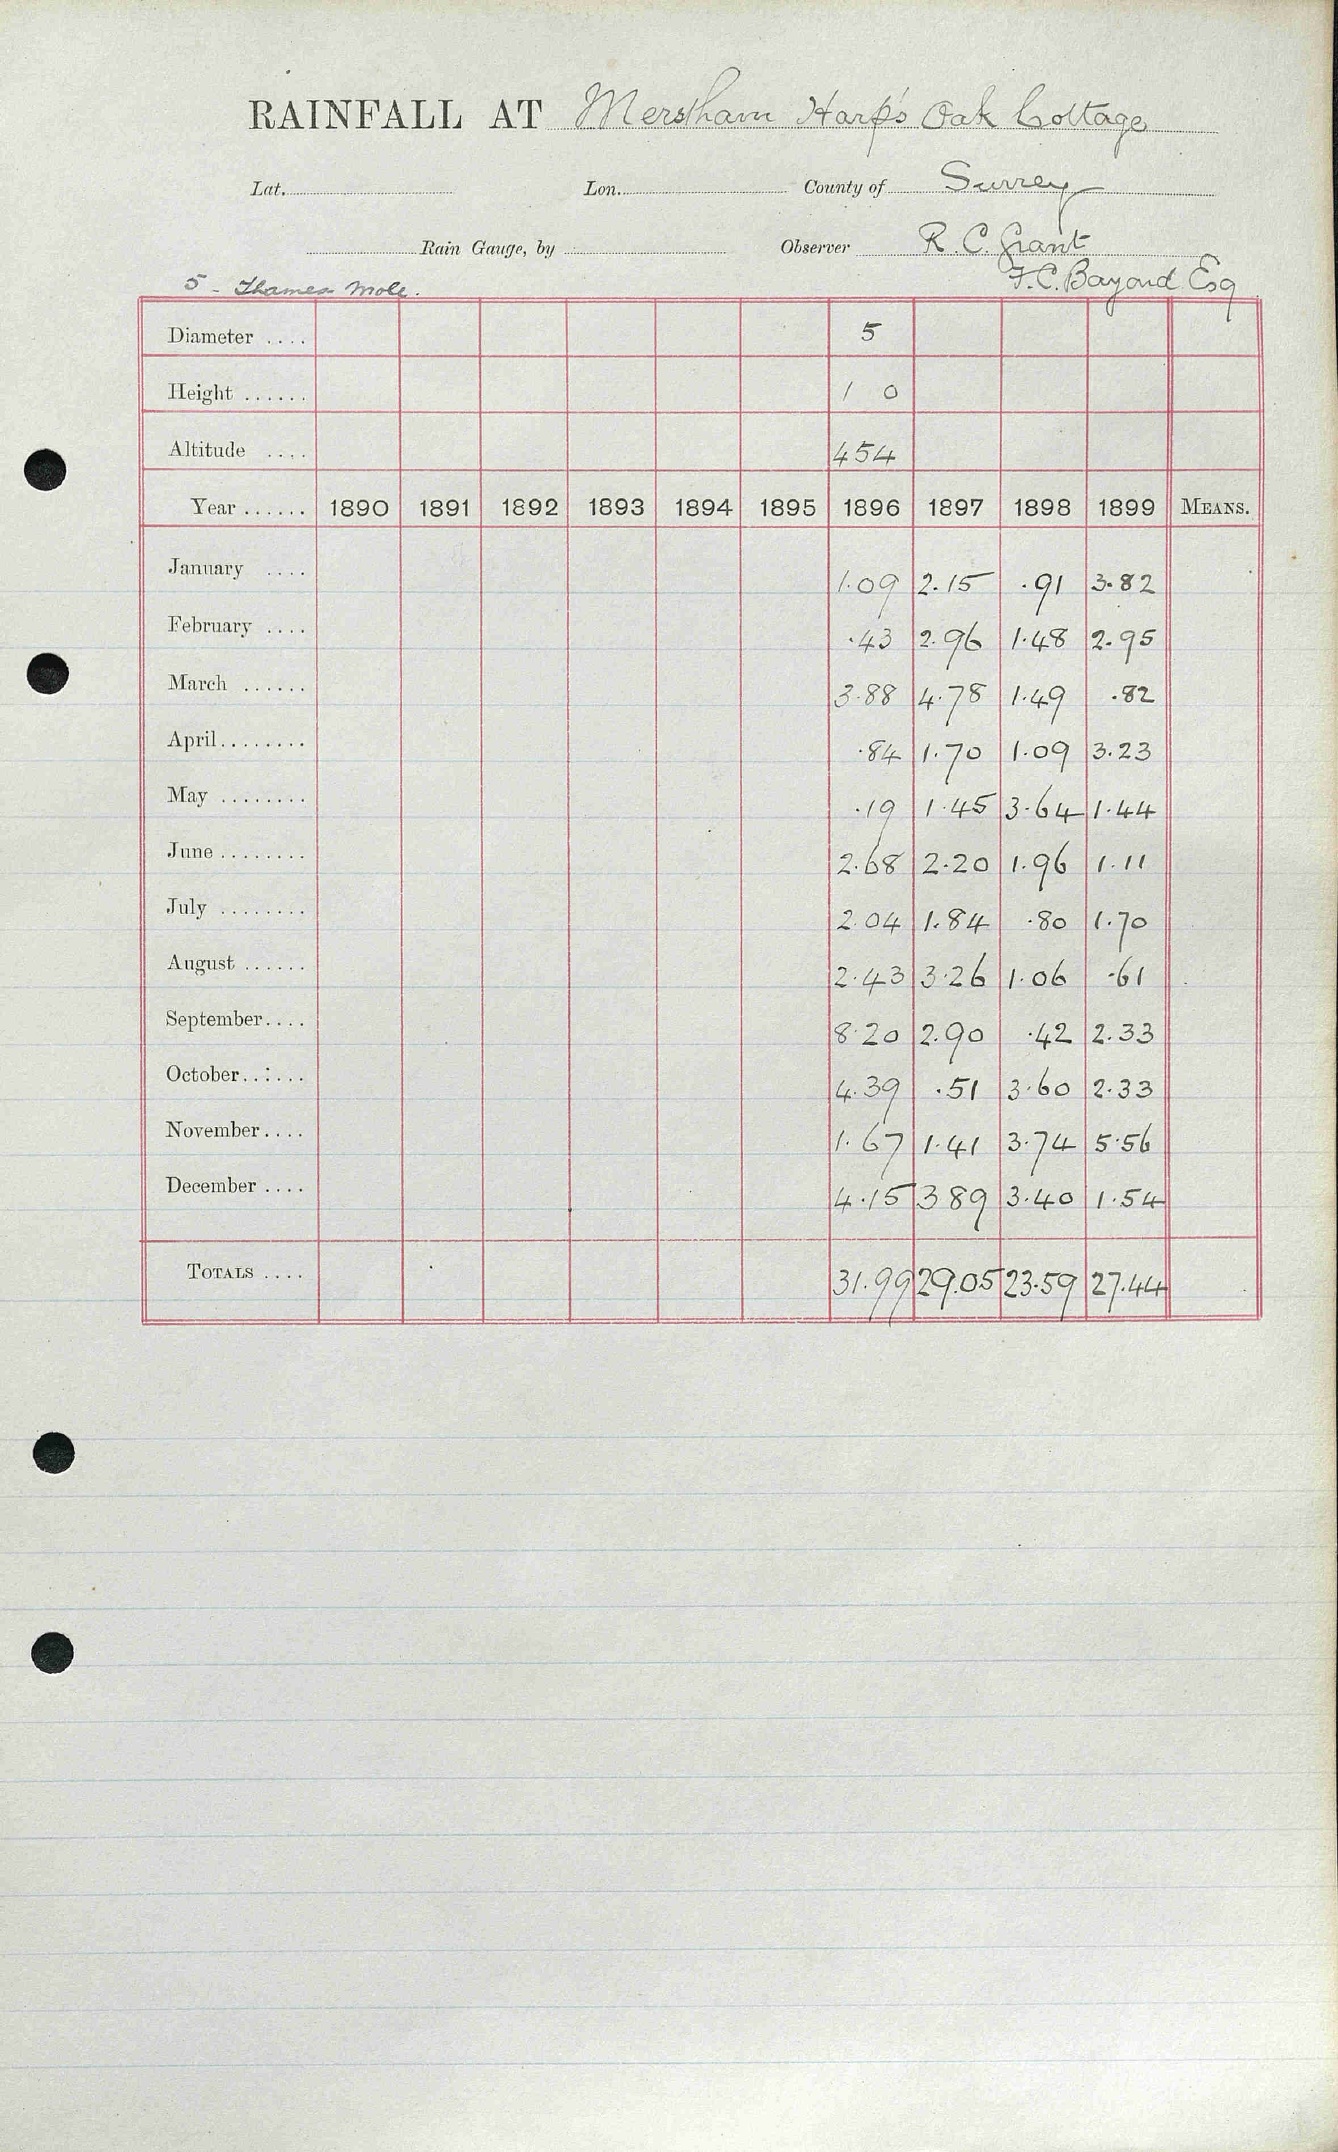 RAINFALL AT Merstham Harp's Oak Cottage
Lat. Lon. County of Surrey
Rain Gauge, by Observer R. C. Grant
5 - Thames Mole. F. C. Bayard Esq
Diameter .... 5
Height ...... 1 0
Altitude .... 454
Year ...... 1890 1891 1892 1893 1894 1895 1896 1897 1898 1899 MEANS.
January .... 1.09 2.15 .91 3.82
February .... .43 2.96 1.48 2.95
March ...... 3.88 4.78 1.49 .82
April........ .84 1.70 1.09 3.23
May ........ .19 1.45 3.64 1.44
June ........ 2.68 2.20 1.96 1.11
July ........ 2.04 1.84 .80 1.70
August ...... 2.43 3.26 1.06 .61
September.... 8.20 2.90 .42 2.33
October...... 4.39 .51 3.60 2.33
November.... 1.67 1.41 3.74 5.56
December .... 4.15 3 89 3.40 1.54
TOTALS .... 31.99 29.05 23.59 27.44